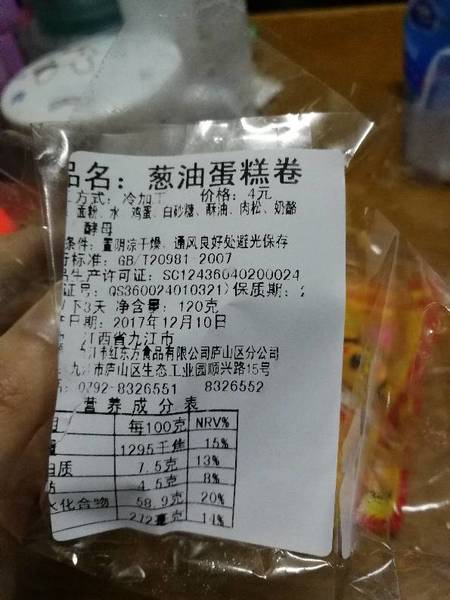 品名：葱油蛋糕卷
工方式：冷加工 价格：4元
面粉、水、鸡蛋、白砂糖、酥油、肉松、奶酪
酵母
条件：置阴凉干燥、通风良好处避光保存
行标准：GB/T20981-2007
品生产许可证：SC12436040200024
证号：QS360024010321）保质期：
下3天 净含量：120克
产日期：2017年12月10日
江西省九江市
九江市红东方食品有限公司庐山区分公司
九江市庐山区生态工业园顺兴路15号
0792-8326551 8326552
营养成分表
目 每100克 NRV%
量 1295千焦 15%
白质 7.5克 13%
肪 4.5克 8%
水化合物 58.9克 20%
272毫克 14%